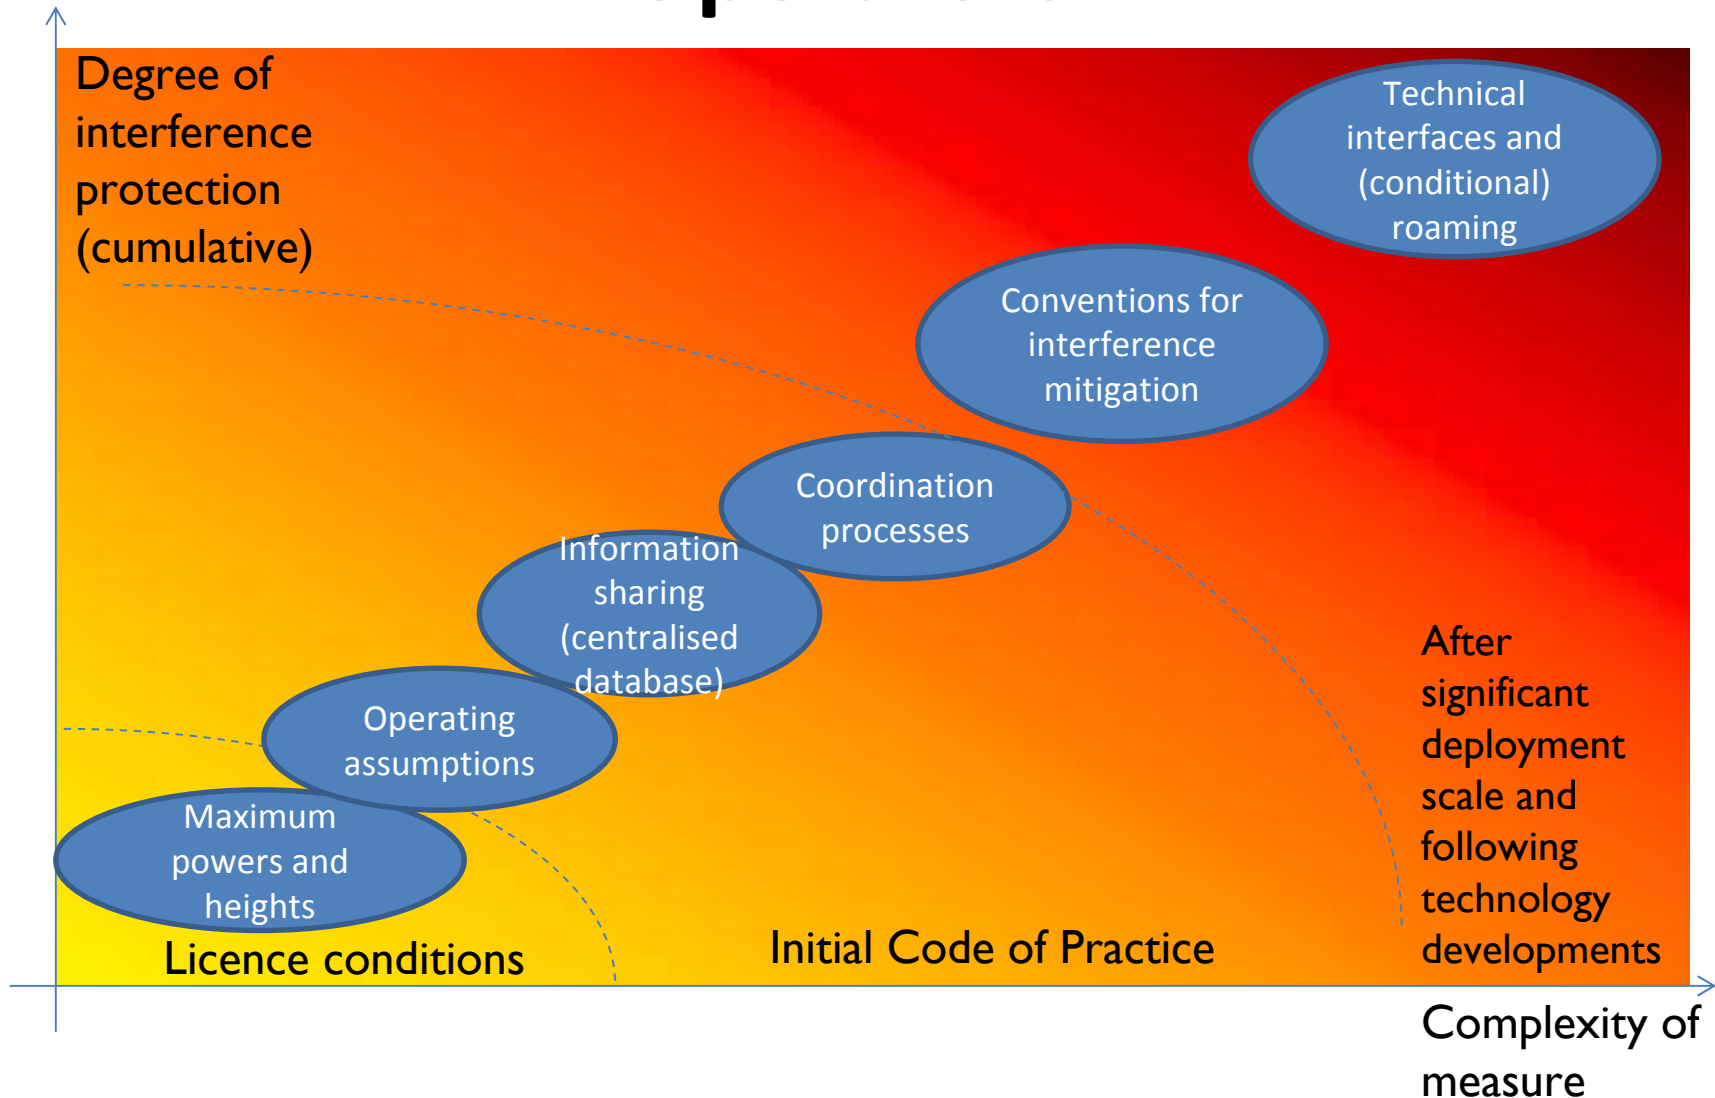 Degree of
interference
protection
(cumulative)
Technical
interfaces and
(conditional)
roaming
Conventions for
interference
mitigation
Coordination
processes
Information
sharing
(centralised
database)
Operating
assumptions
Maximum
powers and
heights
Licence conditions
Initial Code of Practice
After
significant
deployment
scale and
following
technology
developments
Complexity of
measure